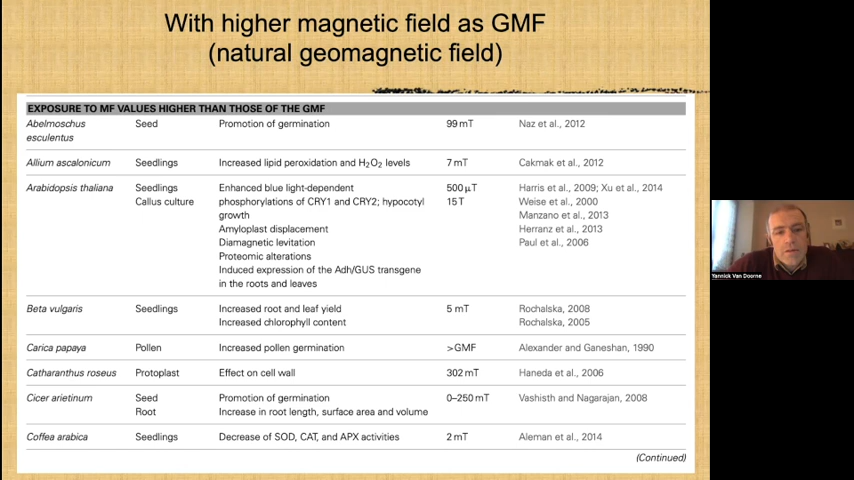 With higher magnetic field as GMF
(natural geomagnetic field)
EXPOSURE TO MF VALUES HIGHER THAN THOSE OF THE GMF
Abelmoschus esculentus Seed Promotion of germination 99 mT Naz et al., 2012
Allium ascalonicum Seedlings Increased lipid peroxidation and H₂O₂ levels 7 mT Cakmak et al., 2012
Arabidopsis thaliana Seedlings Enhanced blue light-dependent 500 µT Harris et al., 2009; Xu et al., 2014
Callus culture phosphorylations of CRY1 and CRY2; hypocotyl 15 T Weise et al., 2000
growth Manzano et al., 2013
Amyloplast displacement Herranz et al., 2013
Diamagnetic levitation Paul et al., 2006
Proteomic alterations
Induced expression of the Adh/GUS transgene
in the roots and leaves
Beta vulgaris Seedlings Increased root and leaf yield 5 mT Rochalska, 2008
Increased chlorophyll content Rochalska, 2005
Carica papaya Pollen Increased pollen germination >GMF Alexander and Ganeshan, 1990
Catharanthus roseus Protoplast Effect on cell wall 302 mT Haneda et al., 2006
Cicer arietinum Seed Promotion of germination 0–250 mT Vashisth and Nagarajan, 2008
Root Increase in root length, surface area and volume
Coffea arabica Seedlings Decrease of SOD, CAT, and APX activities 2 mT Aleman et al., 2014
(Continued)
Yannick Van Doorne